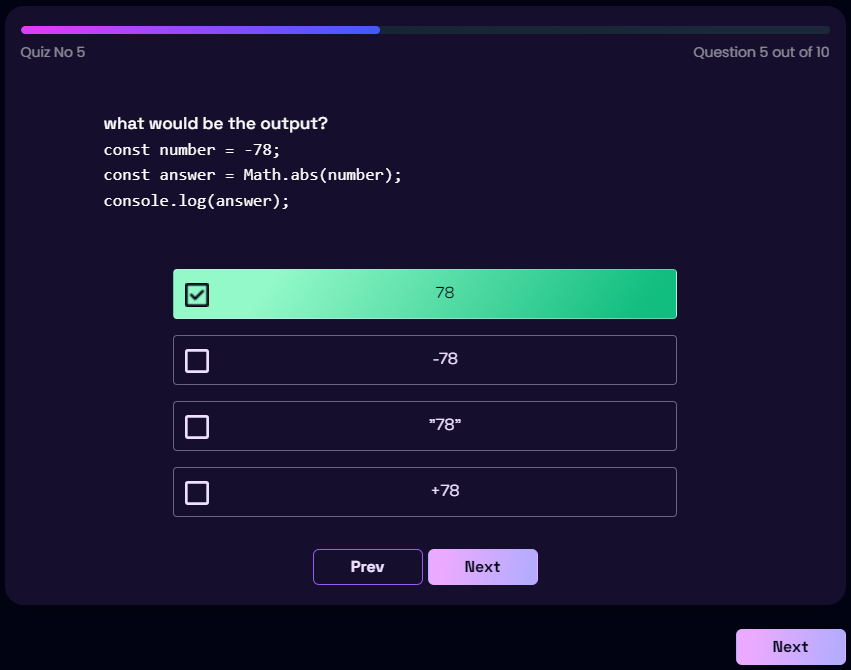 Quiz No 5
Question 5 out of 10
what would be the output?
const number = -78;
const answer = Math.abs(number);
console.log(answer);
78
-78
”78”
+78
Prev
Next
Next